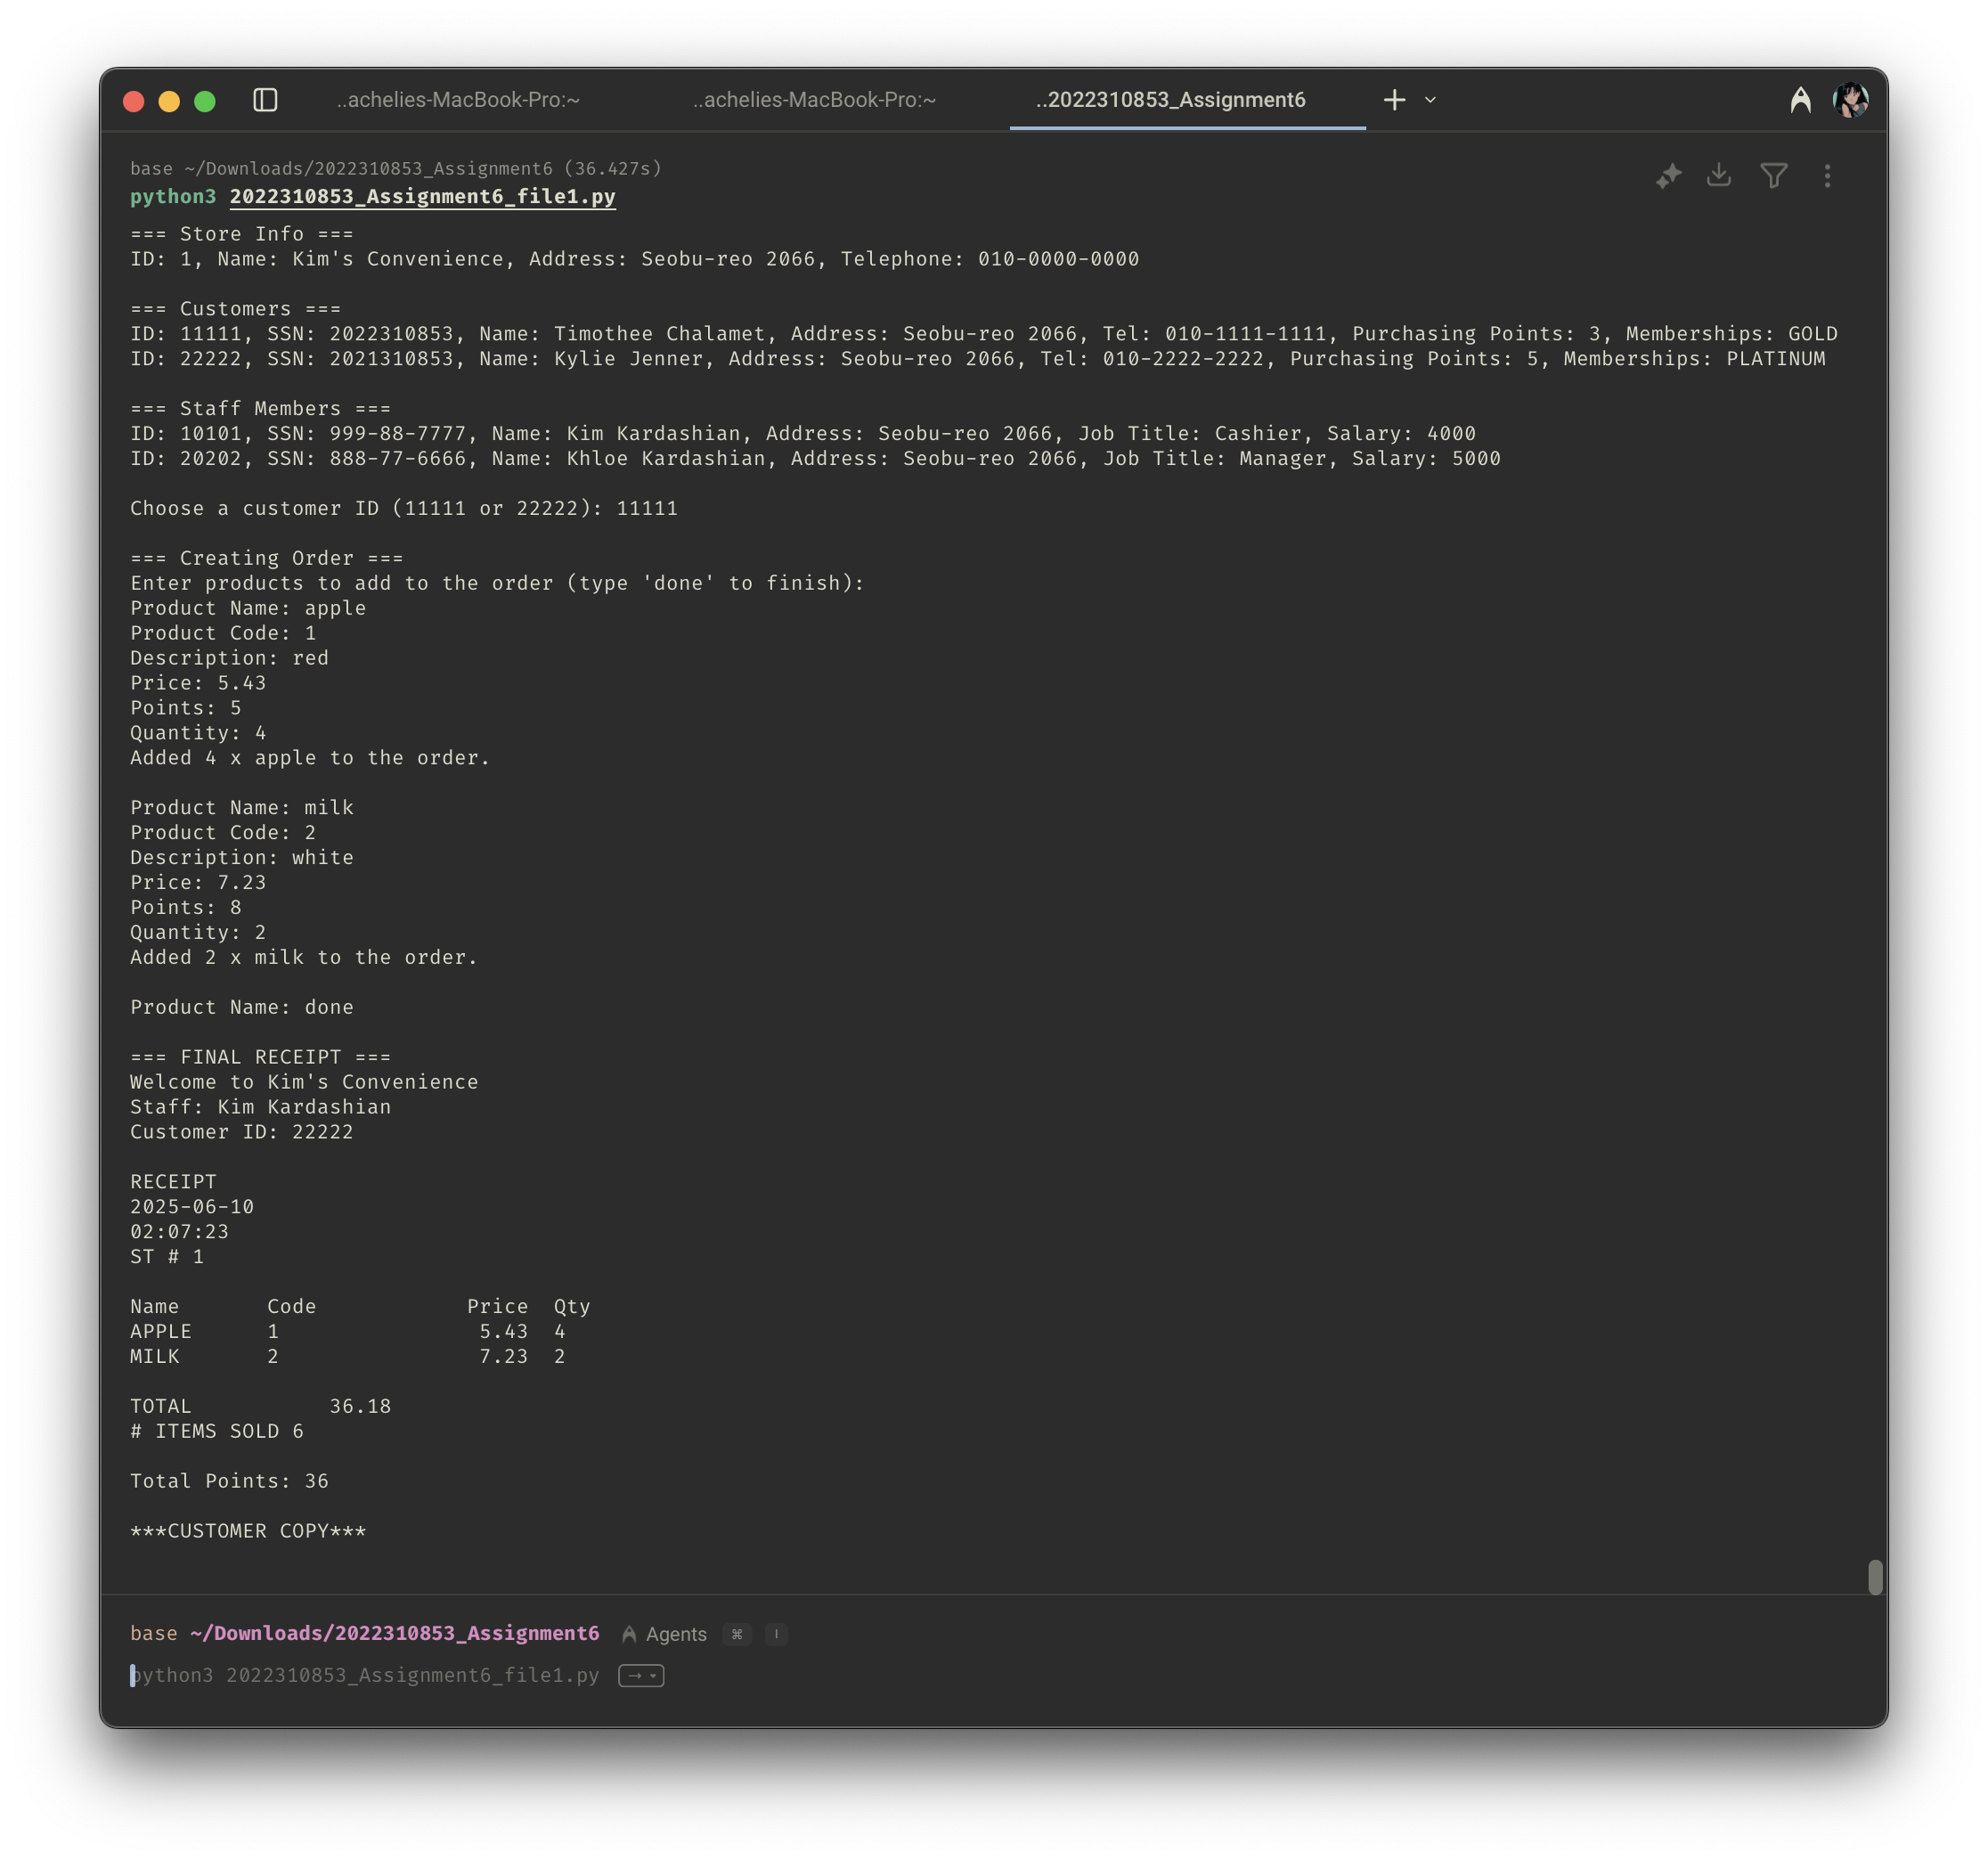 ..achelies-MacBook-Pro:~ ..achelies-MacBook-Pro:~ ..2022310853_Assignment6
base ~/Downloads/2022310853_Assignment6 (36.427s)
python3 2022310853_Assignment6_file1.py
=== Store Info ===
ID: 1, Name: Kim's Convenience, Address: Seobu-reo 2066, Telephone: 010-0000-0000
=== Customers ===
ID: 11111, SSN: 2022310853, Name: Timothee Chalamet, Address: Seobu-reo 2066, Tel: 010-1111-1111, Purchasing Points: 3, Memberships: GOLD
ID: 22222, SSN: 2021310853, Name: Kylie Jenner, Address: Seobu-reo 2066, Tel: 010-2222-2222, Purchasing Points: 5, Memberships: PLATINUM
=== Staff Members ===
ID: 10101, SSN: 999-88-7777, Name: Kim Kardashian, Address: Seobu-reo 2066, Job Title: Cashier, Salary: 4000
ID: 20202, SSN: 888-77-6666, Name: Khloe Kardashian, Address: Seobu-reo 2066, Job Title: Manager, Salary: 5000
Choose a customer ID (11111 or 22222): 11111
=== Creating Order ===
Enter products to add to the order (type 'done' to finish):
Product Name: apple
Product Code: 1
Description: red
Price: 5.43
Points: 5
Quantity: 4
Added 4 x apple to the order.
Product Name: milk
Product Code: 2
Description: white
Price: 7.23
Points: 8
Quantity: 2
Added 2 x milk to the order.
Product Name: done
=== FINAL RECEIPT ===
Welcome to Kim's Convenience
Staff: Kim Kardashian
Customer ID: 22222
RECEIPT
2025-06-10
02:07:23
ST # 1
Name Code Price Qty
APPLE 1 5.43 4
MILK 2 7.23 2
TOTAL 36.18
# ITEMS SOLD 6
Total Points: 36
***CUSTOMER COPY***
base ~/Downloads/2022310853_Assignment6 Agents ⌘ I
python3 2022310853_Assignment6_file1.py